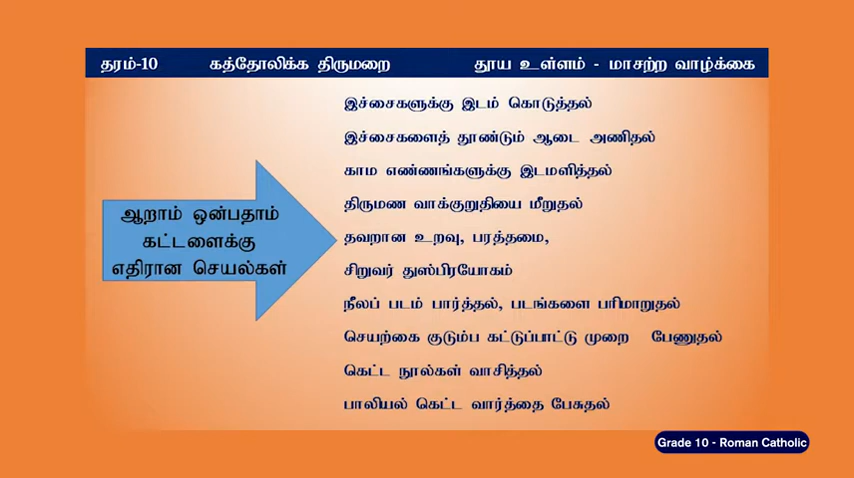 தரம்-10 கத்தோலிக்க திருமறை தூய உள்ளம் - மாசற்ற வாழ்க்கை
ஆறாம் ஒன்பதாம்
கட்டளைக்கு
எதிரான செயல்கள்
இச்சைகளுக்கு இடம் கொடுத்தல்
இச்சைகளைத் தூண்டும் ஆடை அணிதல்
காம எண்ணங்களுக்கு இடமளித்தல்
திருமண வாக்குறுதியை மீறுதல்
தவறான உறவு, பரத்தமை,
சிறுவர் துஸ்பிரயோகம்
நீலப் படம் பார்த்தல், படங்களை பரிமாறுதல்
செயற்கை குடும்ப கட்டுப்பாட்டு முறை பேணுதல்
கெட்ட நூல்கள் வாசித்தல்
பாலியல் கெட்ட வார்த்தை பேசுதல்
Grade 10 - Roman Catholic